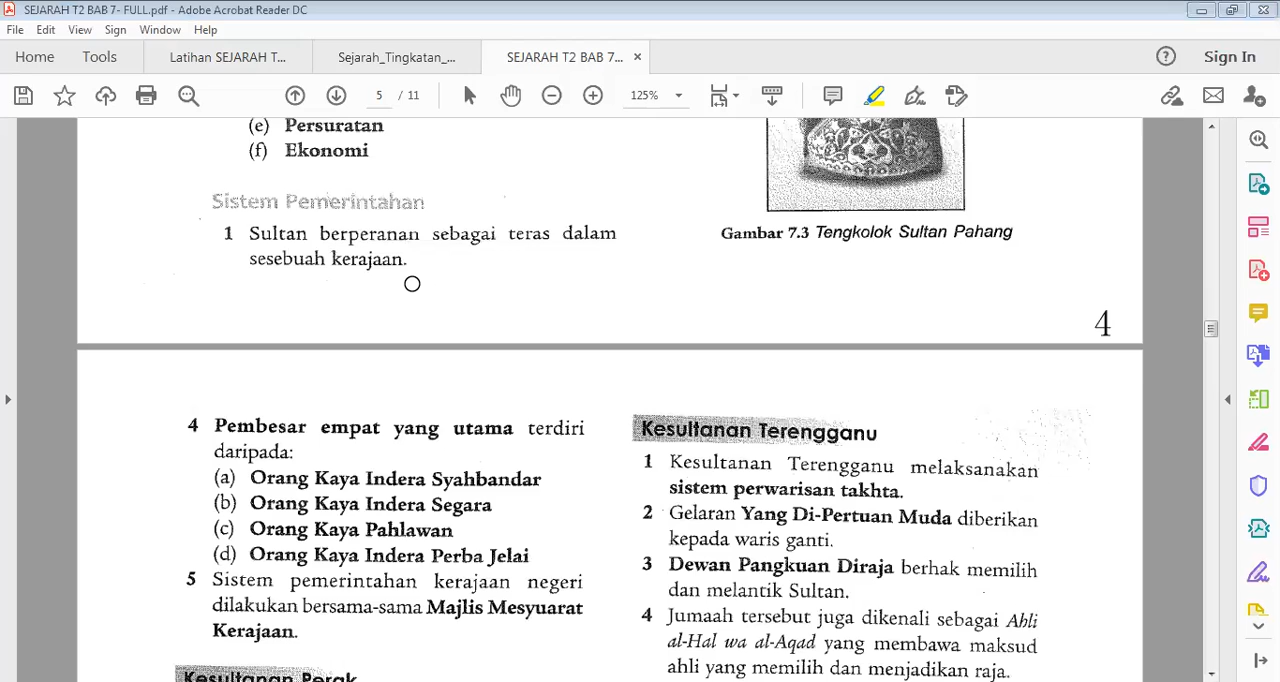 SEJARAH T2 BAB 7- FULL.pdf - Adobe Acrobat Reader DC
File Edit View Sign Window Help
Home Tools Latihan SEJARAH T... Sejarah_Tingkatan_... SEJARAH T2 BAB 7... × Sign In
5 / 11 125%
(e) Persuratan
(f) Ekonomi
Sistem Pemerintahan
1 Sultan berperanan sebagai teras dalam
sesebuah kerajaan.
Gambar 7.3 Tengkolok Sultan Pahang
4
4 Pembesar empat yang utama terdiri
daripada:
(a) Orang Kaya Indera Syahbandar
(b) Orang Kaya Indera Segara
(c) Orang Kaya Pahlawan
(d) Orang Kaya Indera Perba Jelai
5 Sistem pemerintahan kerajaan negeri
dilakukan bersama-sama Majlis Mesyuarat
Kerajaan.
Kesultanan Perak
Kesultanan Terengganu
1 Kesultanan Terengganu melaksanakan
sistem perwarisan takhta.
2 Gelaran Yang Di-Pertuan Muda diberikan
kepada waris ganti.
3 Dewan Pangkuan Diraja berhak memilih
dan melantik Sultan.
4 Jumaah tersebut juga dikenali sebagai Ahli
al-Hal wa al-Aqad yang membawa maksud
ahli yang memilih dan menjadikan raja.